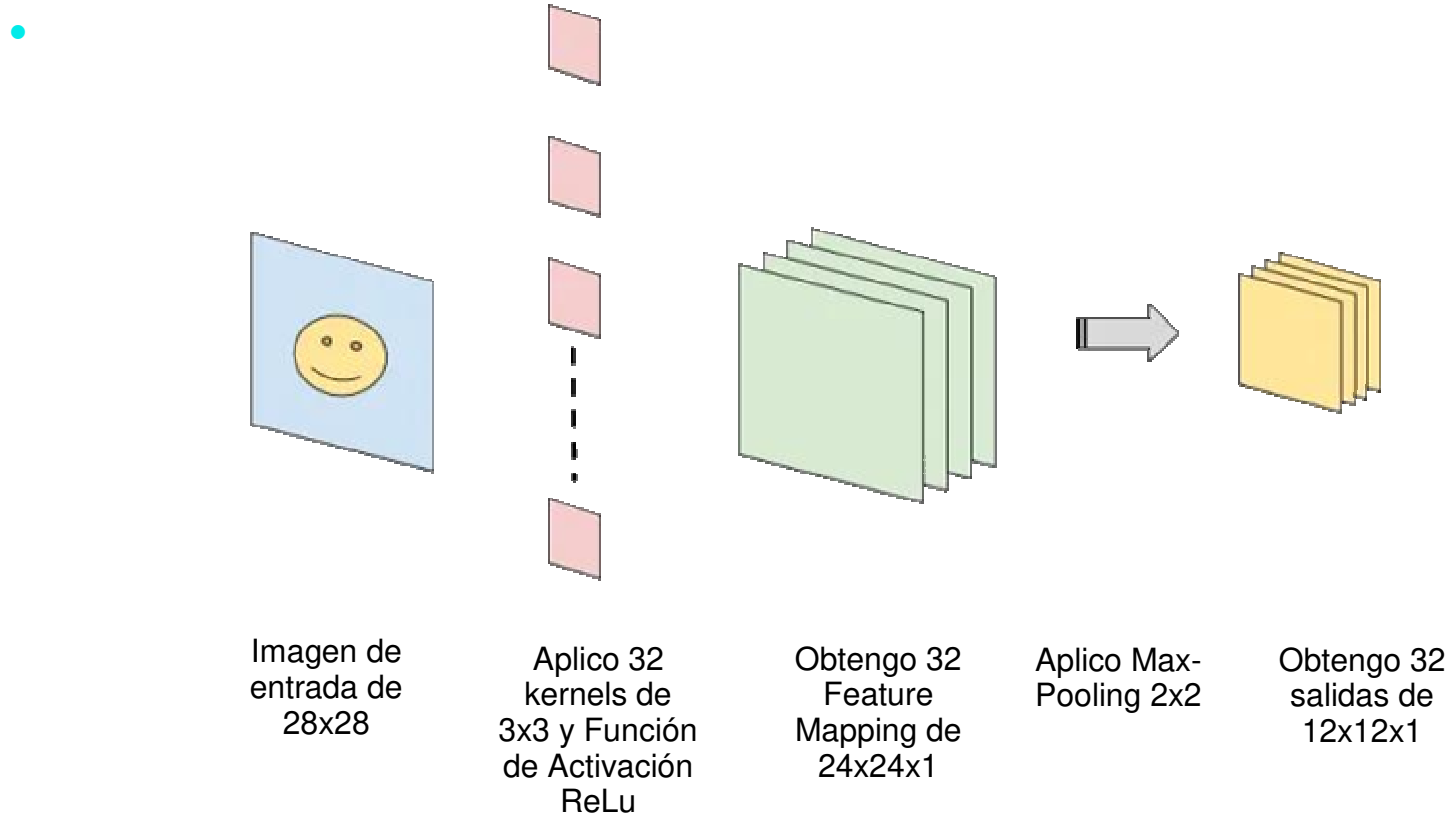 Imagen de
entrada de
28x28
Aplico 32
kernels de
3x3 y Función
de Activación
ReLu
Obtengo 32
Feature
Mapping de
24x24x1
Aplico Max-
Pooling 2x2
Obtengo 32
salidas de
12x12x1